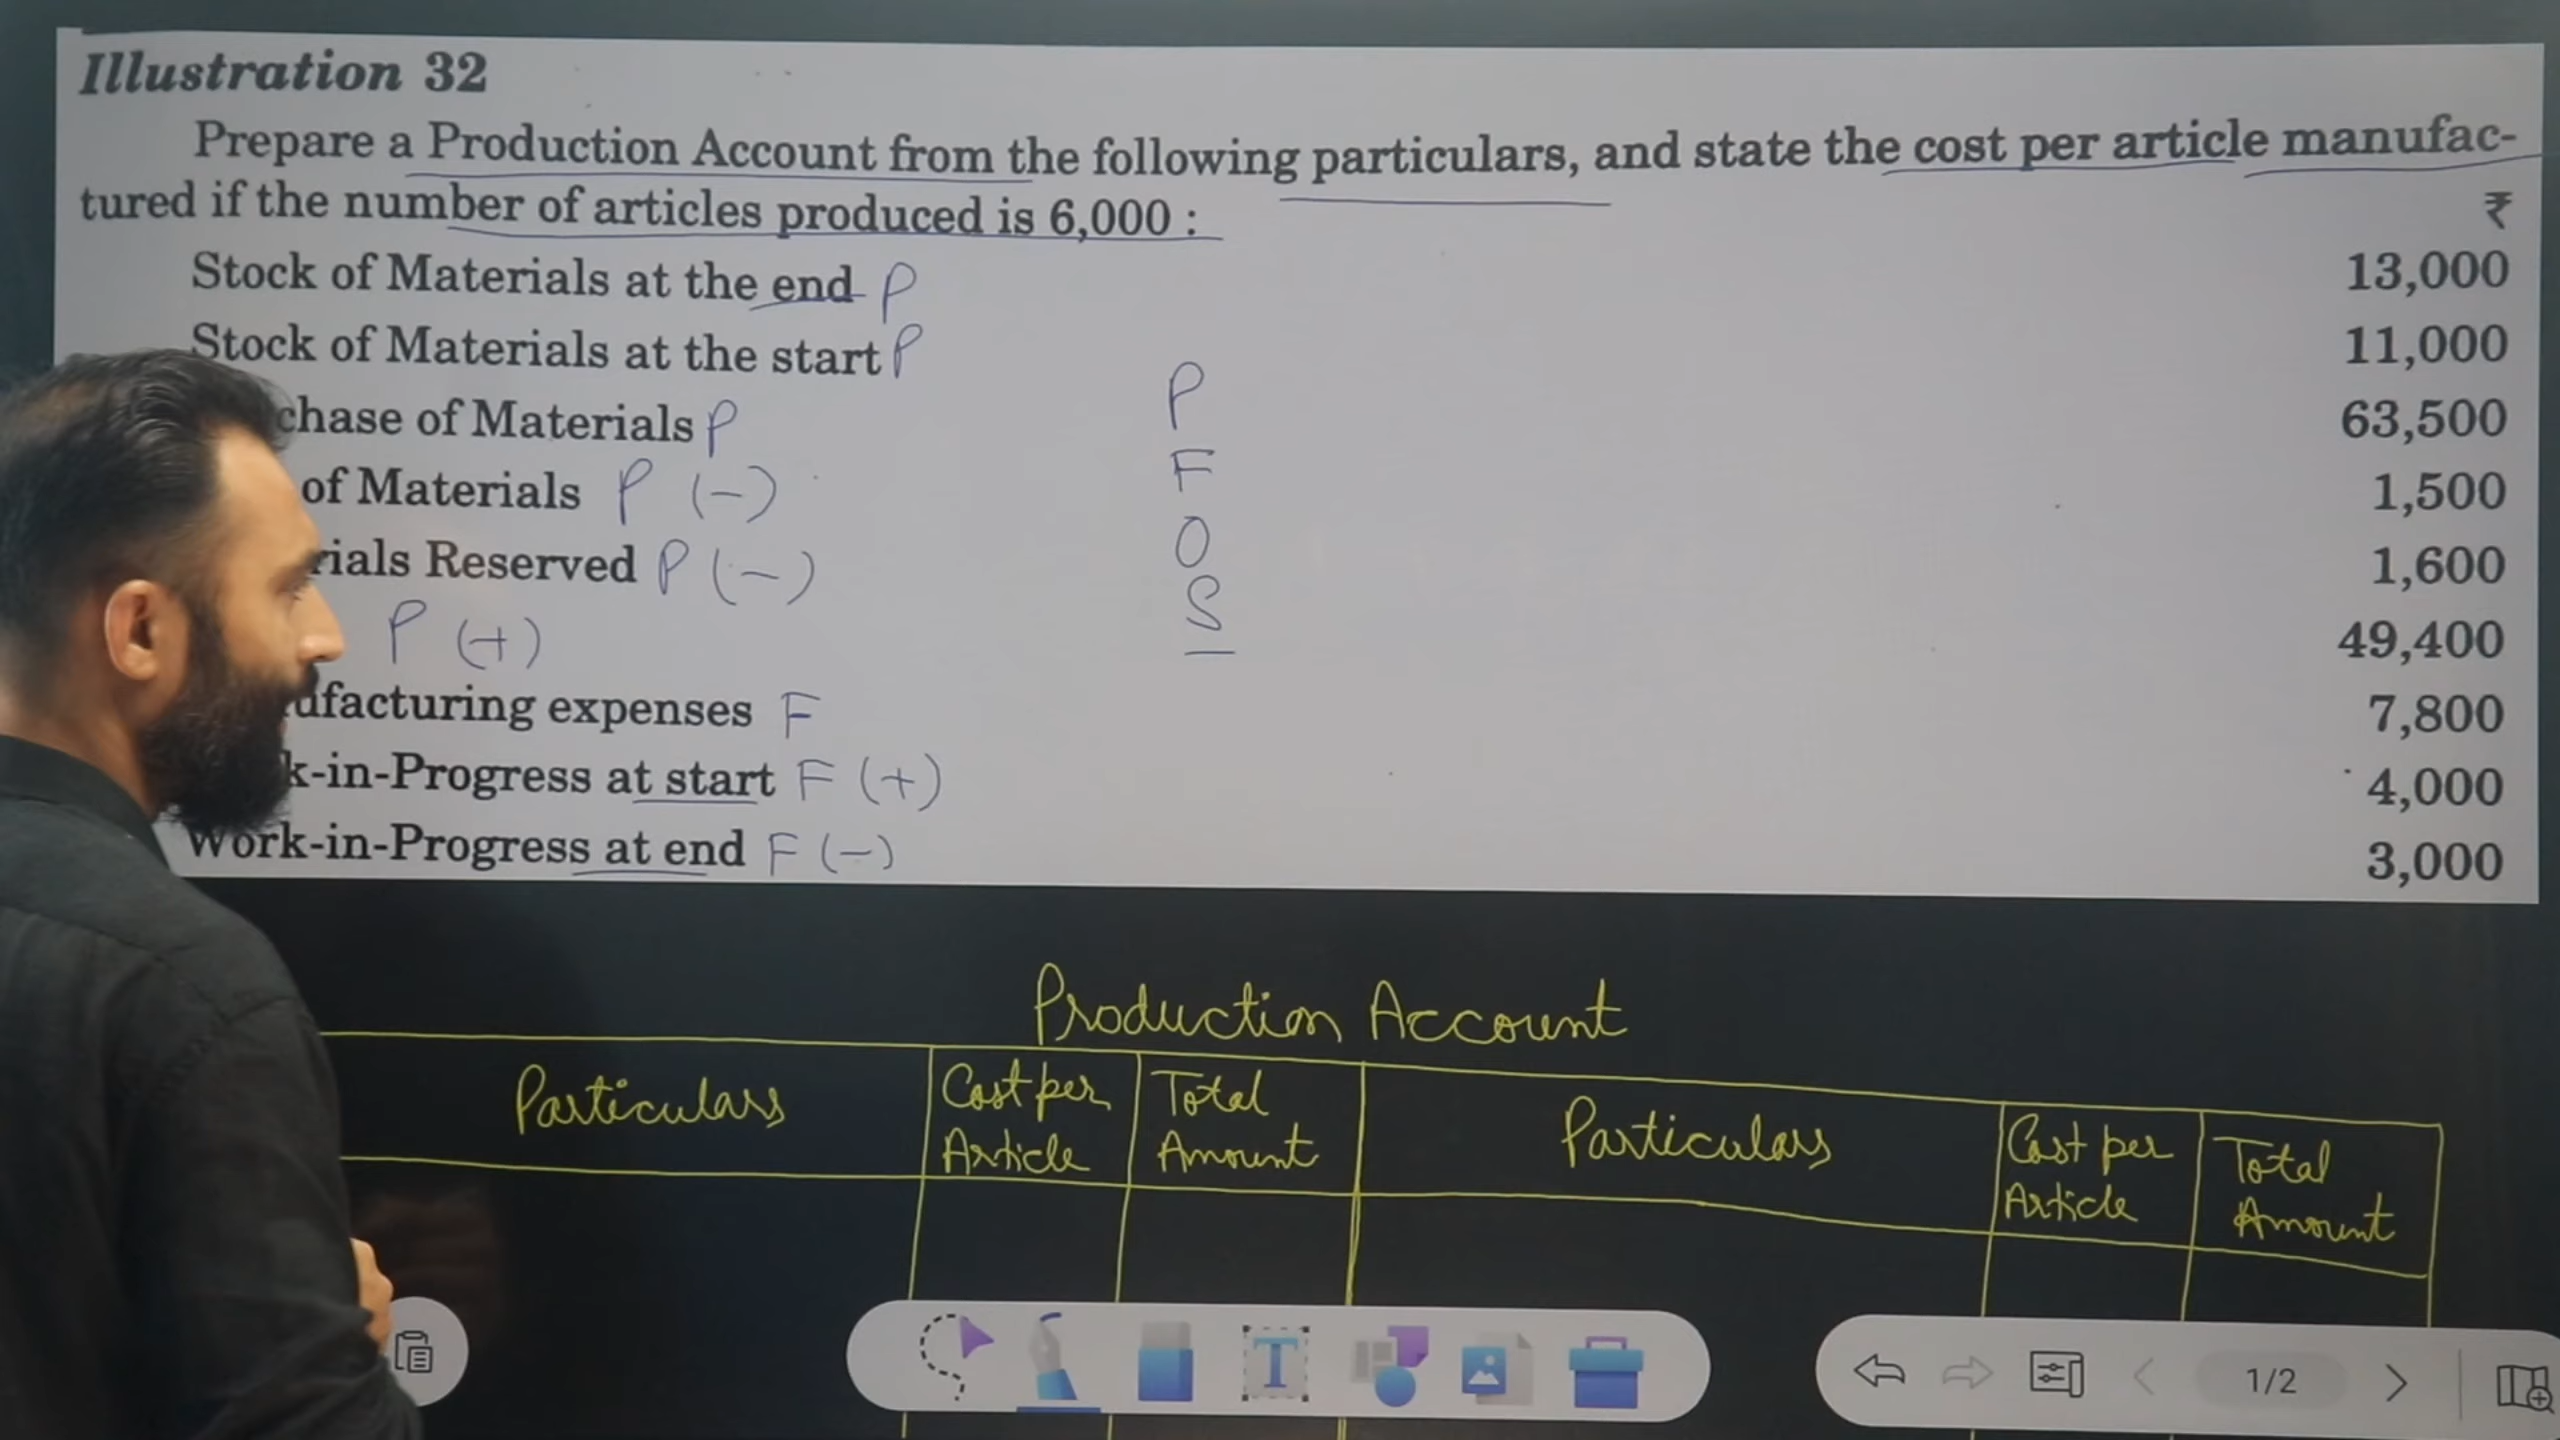 Illustration 32
Prepare a Production Account from the following particulars, and state the cost per article manufac-
tured if the number of articles produced is 6,000 :
₹
Stock of Materials at the end P 13,000
Stock of Materials at the start P 11,000
chase of Materials P 63,500
of Materials P (-) 1,500
rials Reserved P (-) 1,600
P (+) 49,400
ufacturing expenses F 7,800
k-in-Progress at start F (+) 4,000
Work-in-Progress at end F (-) 3,000
P
F
O
S
Production Account
Particulars Cost per Article Total Amount Particulars Cost per Article Total Amount
T
1/2